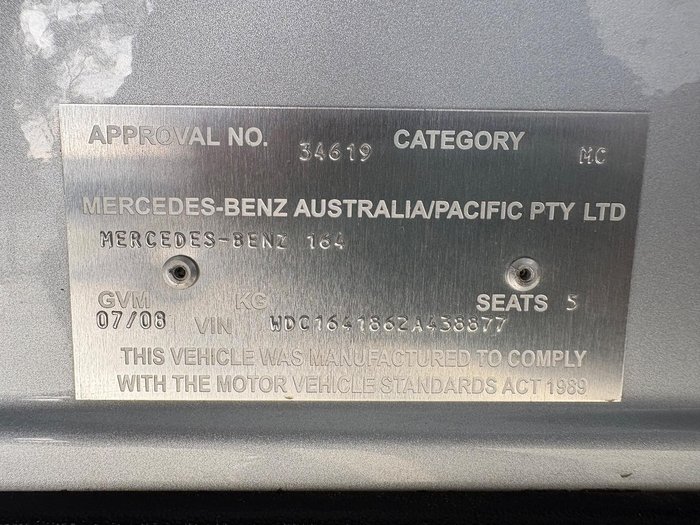 APPROVAL NO. 34619 CATEGORY MC
MERCEDES-BENZ AUSTRALIA/PACIFIC PTY LTD
MERCEDES-BENZ 164
GVM KG SEATS 5
07/08 VIN WDC1641862A438877
THIS VEHICLE WAS MANUFACTURED TO COMPLY
WITH THE MOTOR VEHICLE STANDARDS ACT 1989